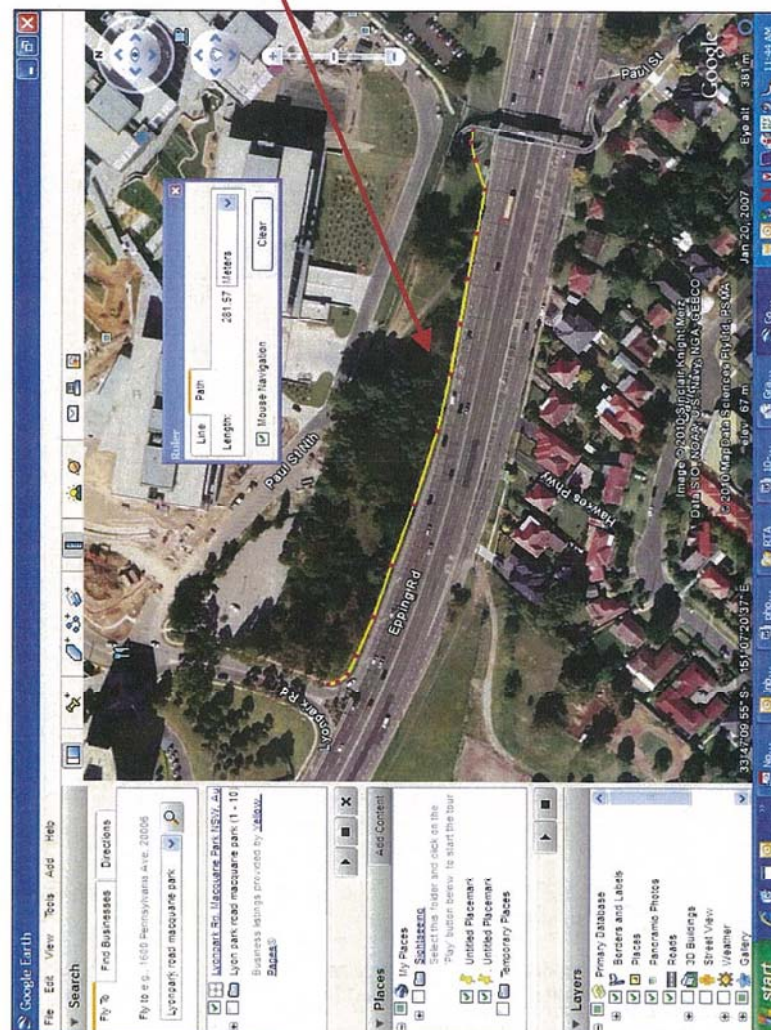 Google Earth
File Edit View Tools Add Help
Search
Fly To Find Businesses Directions
Fly to e.g. 1600 Pennsylvania Ave, 20006
Lyonpark road macquarie park
Lyonpark Rd, Macquarie Park NSW, Au
Lyon park road macquarie park (1 - 10
Business listings provided by Yellow
Pages®
Places Add Content
My Places
Sightseeing
Select this folder and click on the
'Play' button below to start the tour
Untitled Placemark
Untitled Placemark
Temporary Places
Layers
Primary Database
Borders and Labels
Places
Panoramic Photos
Roads
3D Buildings
Street View
Weather
Gallery
N
Ruler
Line Path
Length: 281.57 Meters
Mouse Navigation
Clear
Paul St Nth
Lyonpark Rd
Epping Rd
Paul St
Hawkes Phwy
Image © 2010 Sinclair Knight Merz
Data SIO, NOAA, U.S. Navy, NGA, GEBCO
© 2010 MapData Sciences Pty Ltd, PSMA
Google
33°47'09.55" S 151°07'20.37" E elev 67 m Jan 20, 2007 Eye alt 381 m
start
RTA
11:44 AM